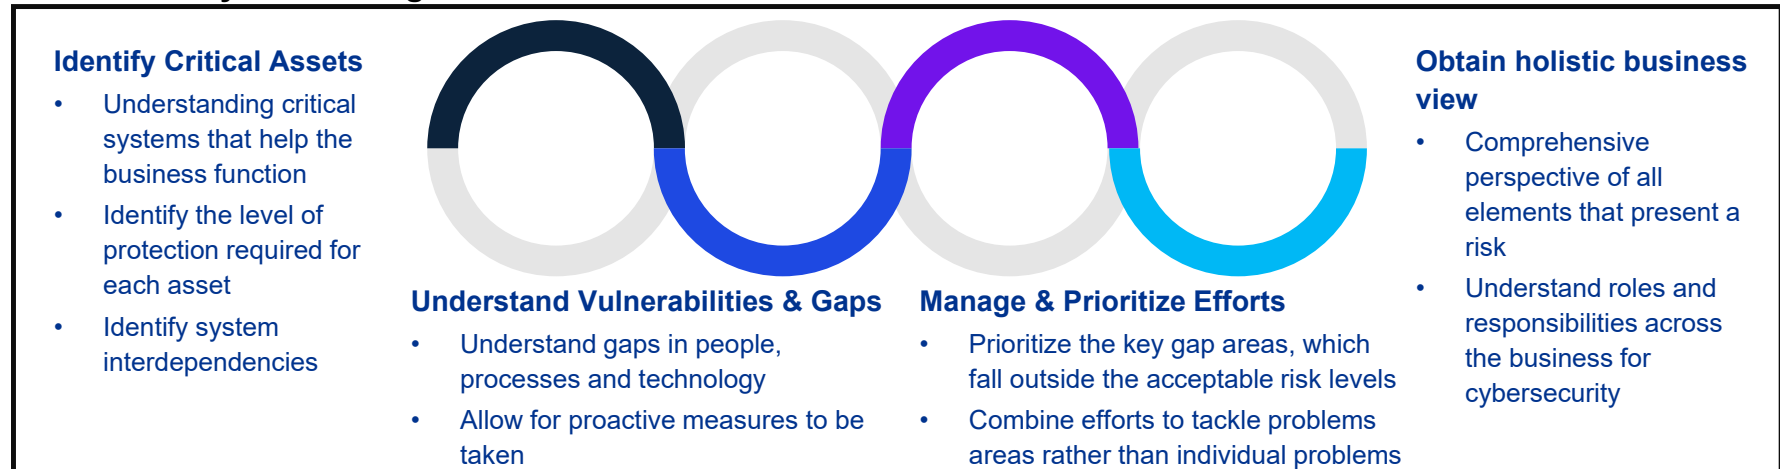 Identify Critical Assets
• Understanding critical
systems that help the
business function
• Identify the level of
protection required for
each asset
• Identify system
interdependencies
Understand Vulnerabilities & Gaps
• Understand gaps in people,
processes and technology
• Allow for proactive measures to be
taken
Manage & Prioritize Efforts
• Prioritize the key gap areas, which
fall outside the acceptable risk levels
• Combine efforts to tackle problems
areas rather than individual problems
Obtain holistic business
view
• Comprehensive
perspective of all
elements that present a
risk
• Understand roles and
responsibilities across
the business for
cybersecurity